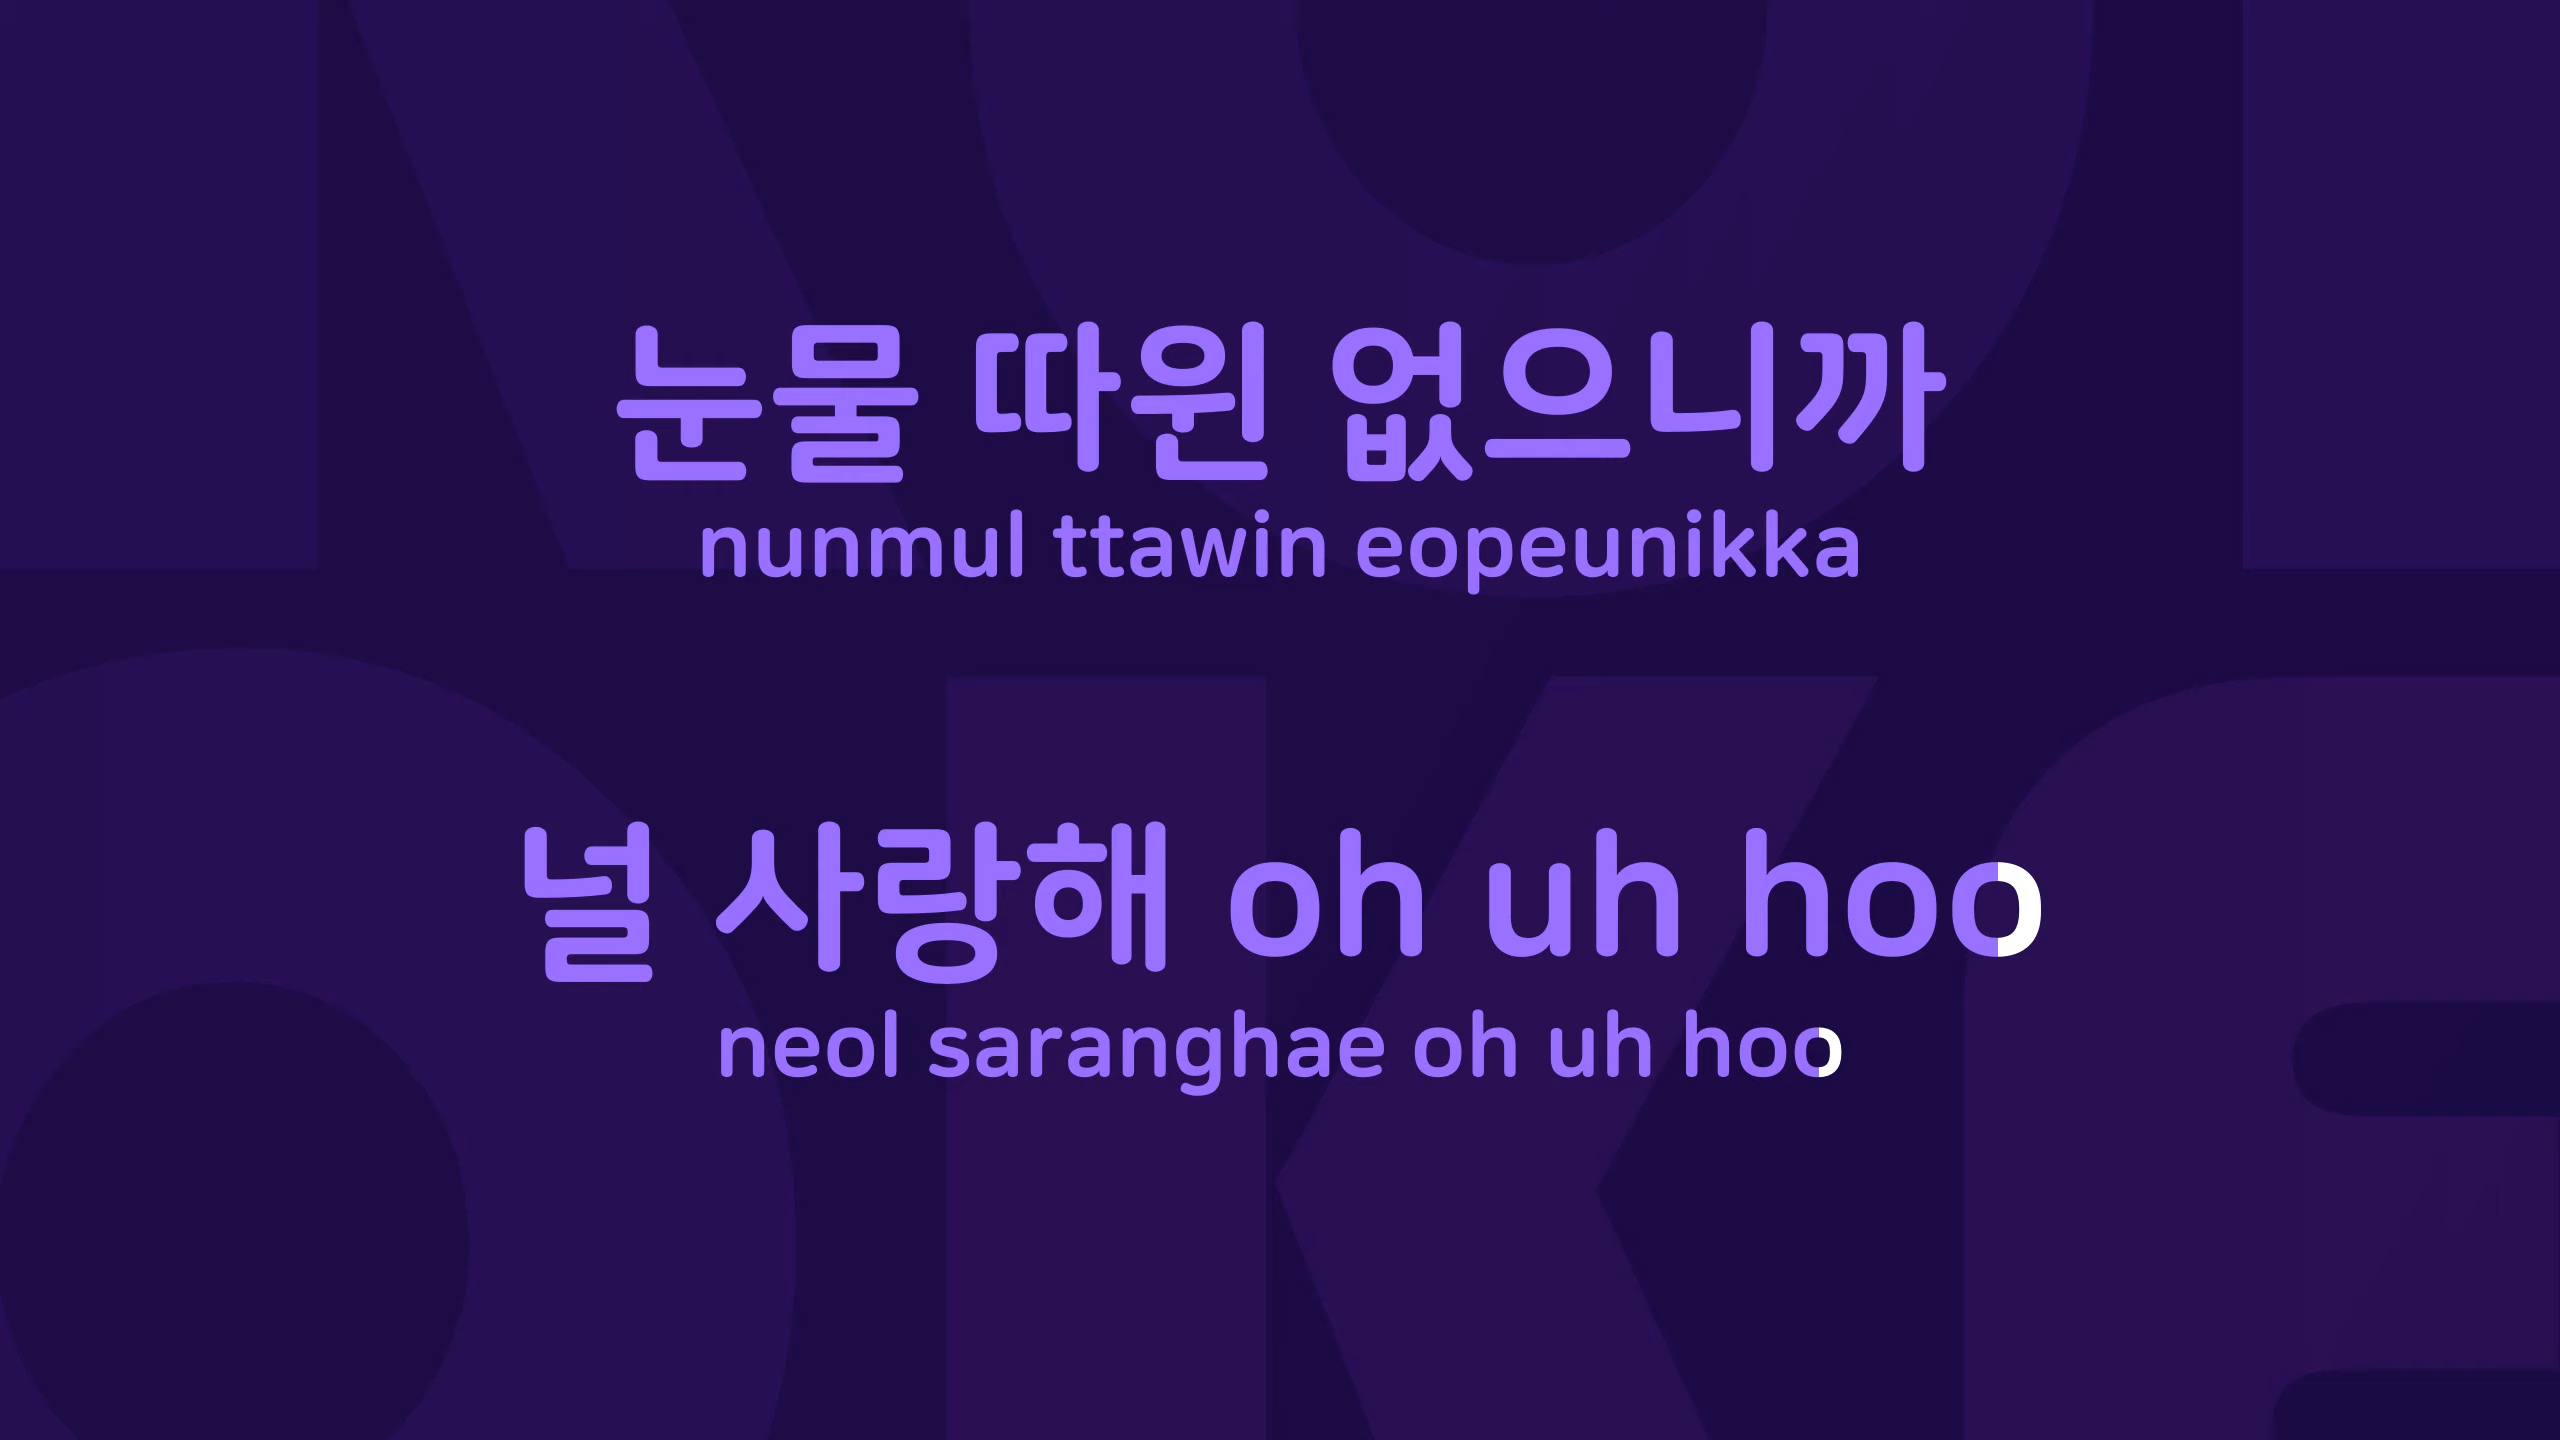 눈물 따윈 없으니까
nunmul ttawin eopeunikka
널 사랑해 oh uh hoo
neol saranghae oh uh hoo